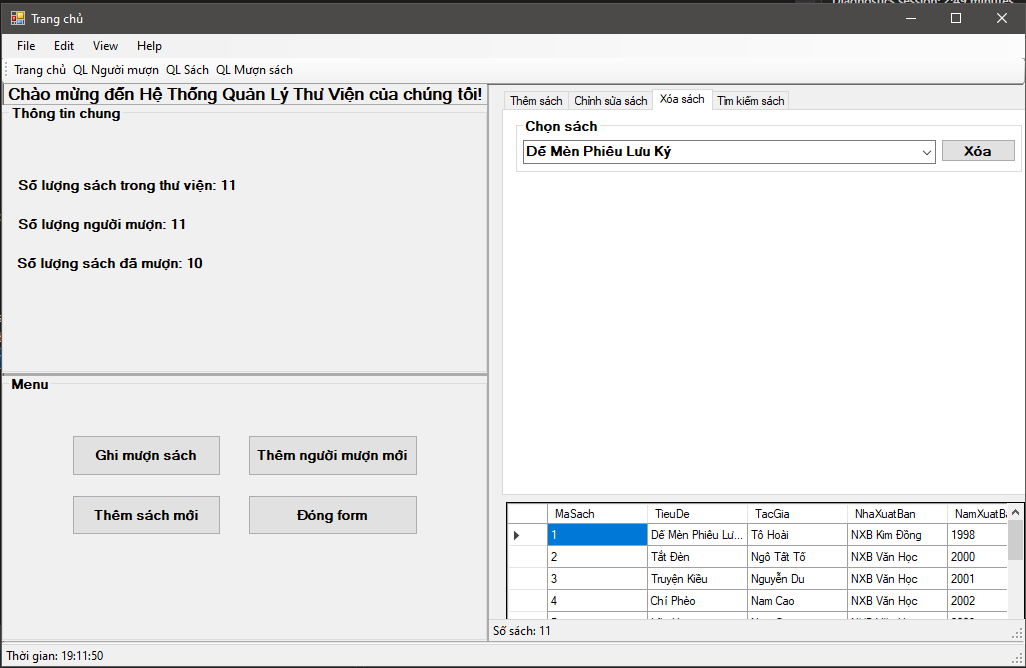 Diagnostics session: 2:49 minutes
Trang chủ
File Edit View Help
Trang chủ QL Người mượn QL Sách QL Mượn sách
Chào mừng đến Hệ Thống Quản Lý Thư Viện của chúng tôi!
Thông tin chung
Số lượng sách trong thư viện: 11
Số lượng người mượn: 11
Số lượng sách đã mượn: 10
Menu
Ghi mượn sách Thêm người mượn mới
Thêm sách mới Đóng form
Thêm sách Chỉnh sửa sách Xóa sách Tìm kiếm sách
Chọn sách
Dế Mèn Phiêu Lưu Ký Xóa
MaSach TieuDe TacGia NhaXuatBan NamXuatBa
1 Dế Mèn Phiêu Lư... Tô Hoài NXB Kim Đồng 1998
2 Tắt Đèn Ngô Tất Tố NXB Văn Học 2000
3 Truyện Kiều Nguyễn Du NXB Văn Học 2001
4 Chí Phèo Nam Cao NXB Văn Học 2002
Số sách: 11
Thời gian: 19:11:50